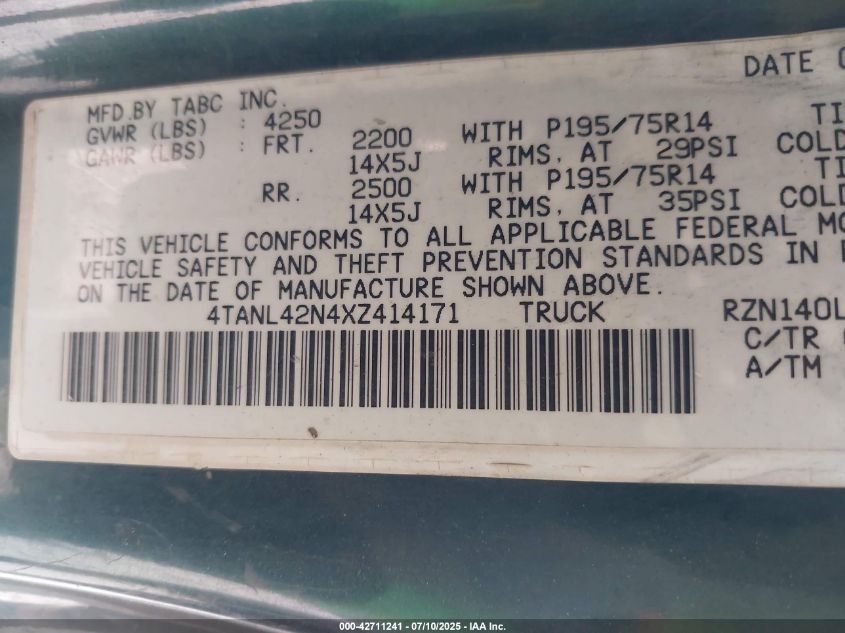 DATE
MFD.BY TABC INC.
GVWR (LBS) : 4250
GAWR (LBS) : FRT. 2200 WITH P195/75R14
14X5J RIMS, AT 29PSI COLD
RR. 2500 WITH P195/75R14
14X5J RIMS, AT 35PSI COLD
THIS VEHICLE CONFORMS TO ALL APPLICABLE FEDERAL
VEHICLE SAFETY AND THEFT PREVENTION STANDARDS IN
ON THE DATE OF MANUFACTURE SHOWN ABOVE.
4TANL42N4XZ414171 TRUCK RZN140L
C/TR
A/TM
000-42711241 - 07/10/2025 - IAA Inc.